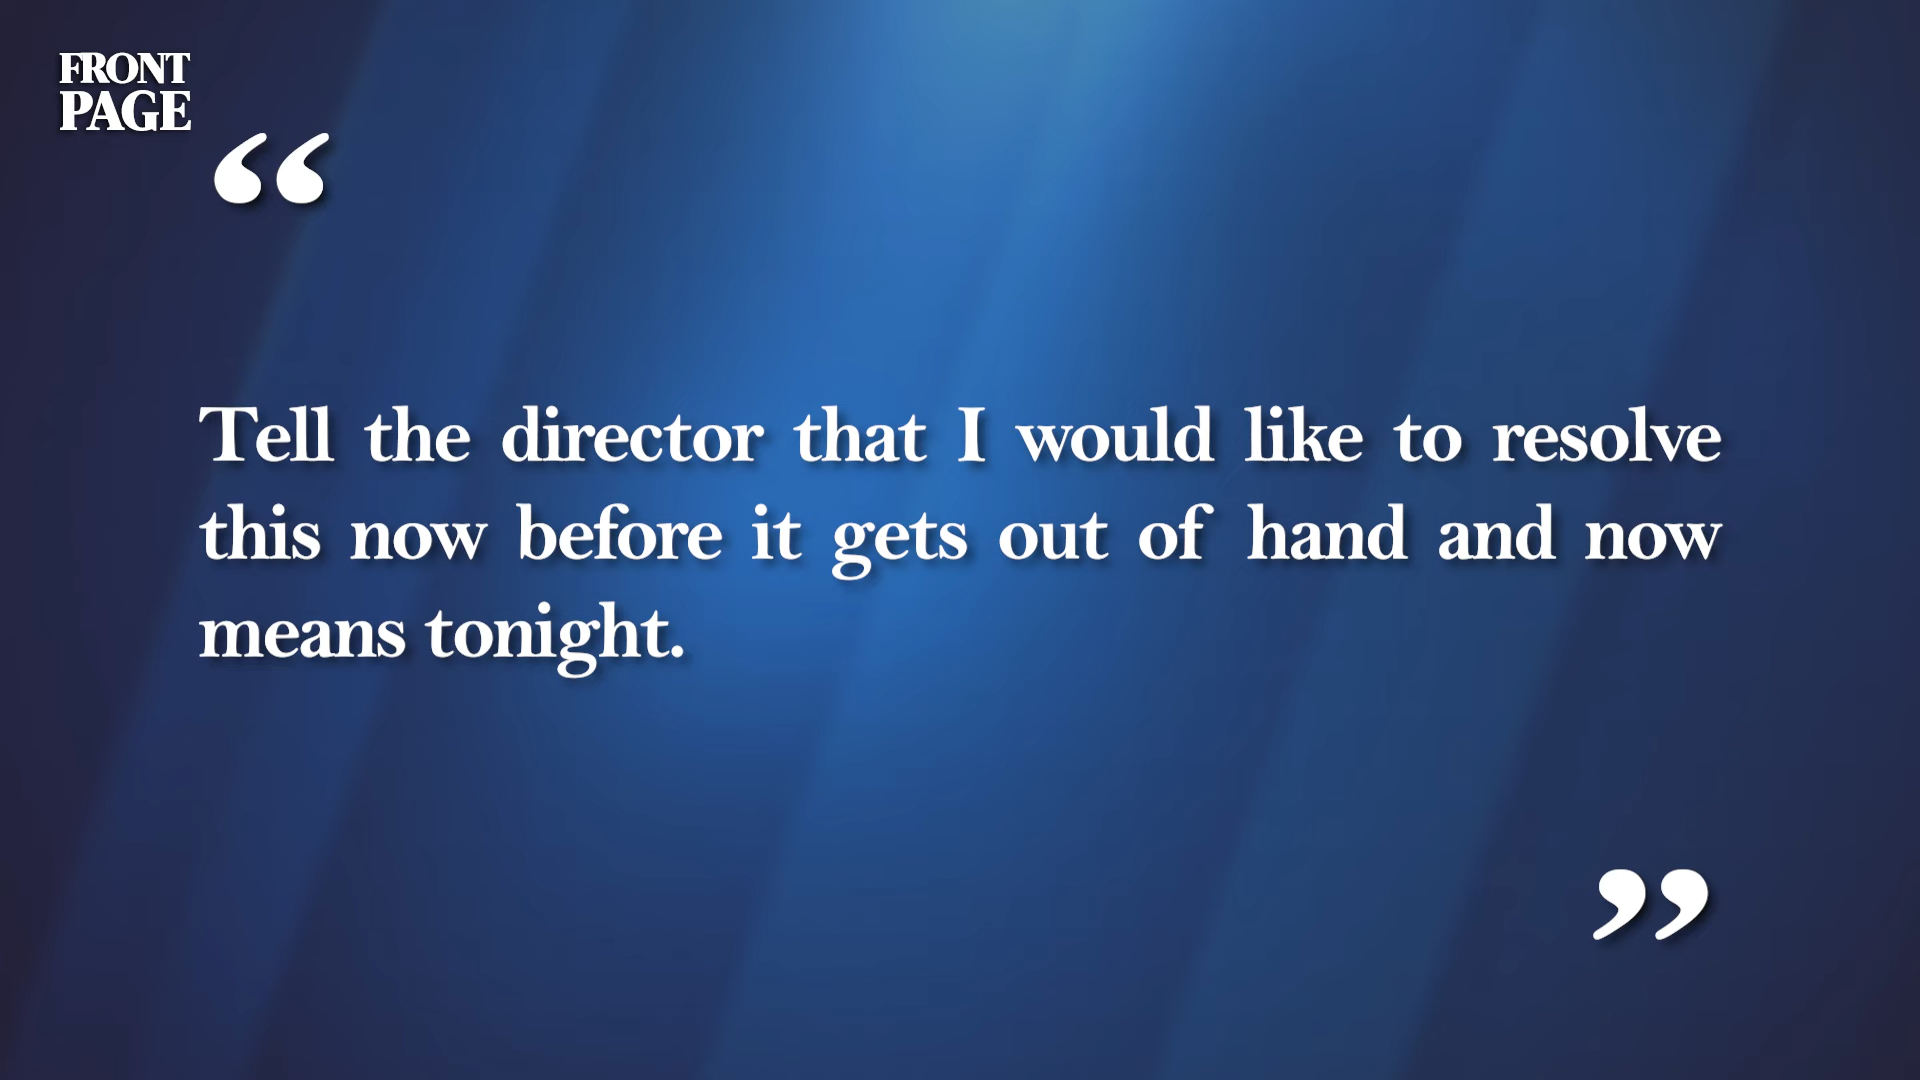 FRONT
PAGE
“
Tell the director that I would like to resolve
this now before it gets out of hand and now
means tonight.
”